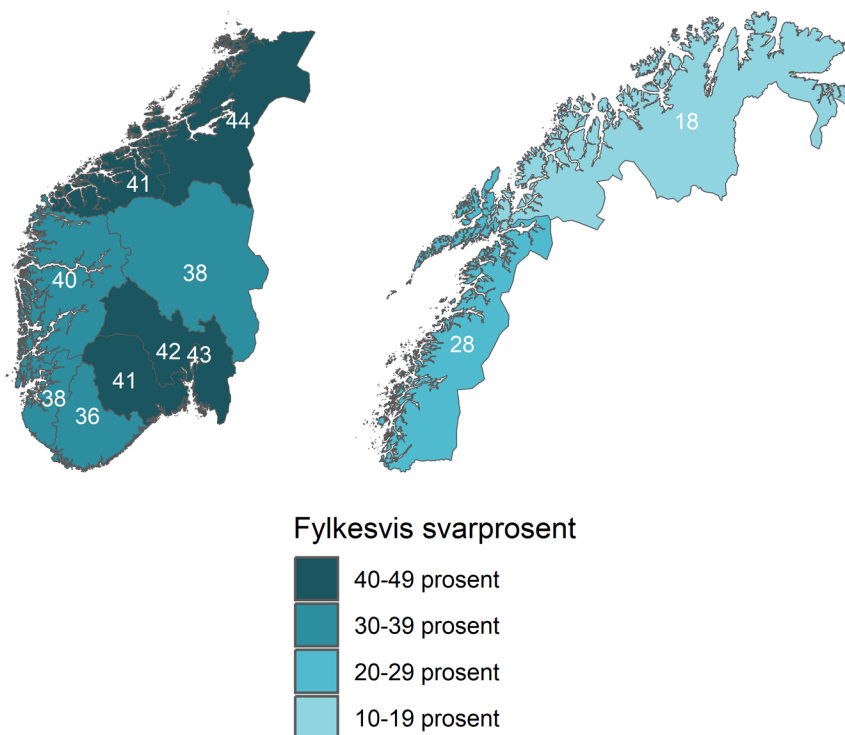 44
41
18
38
40
28
42
43
41
38
36
Fylkesvis svarprosent
40-49 prosent
30-39 prosent
20-29 prosent
10-19 prosent